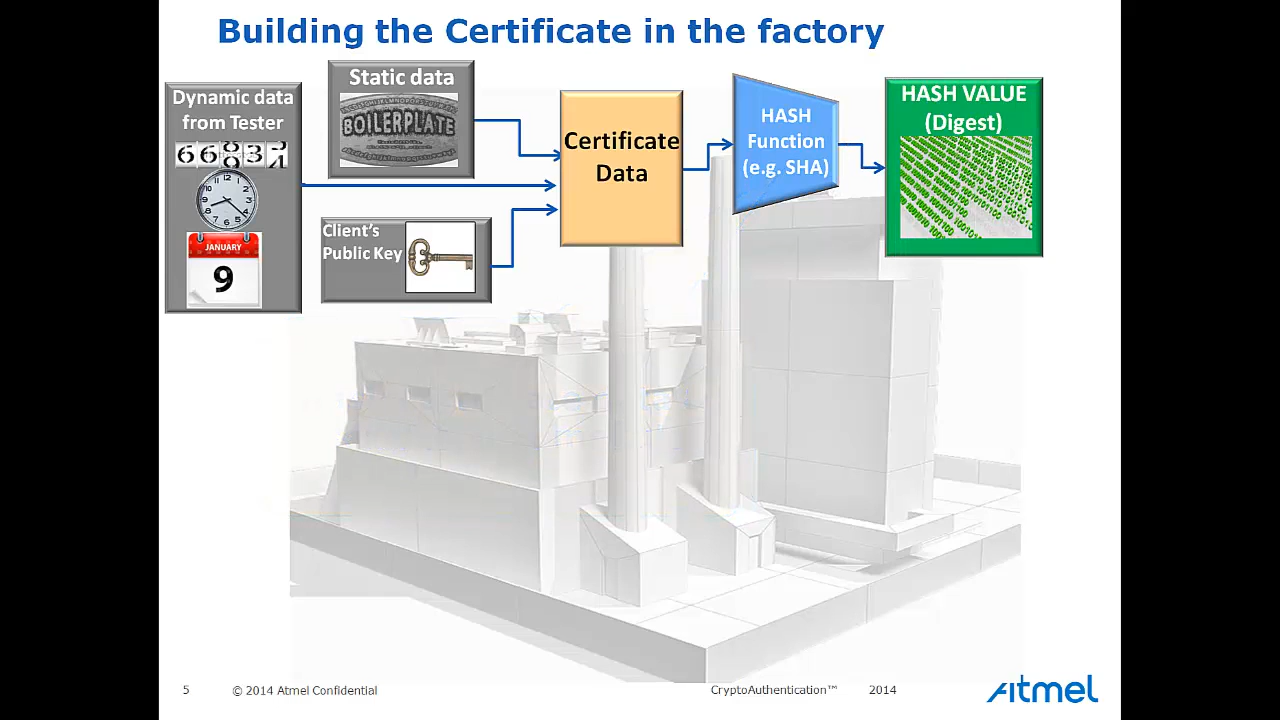 Building the Certificate in the factory
Dynamic data
from Tester
JANUARY
9
Static data
BOILERPLATE
Client's
Public Key
Certificate
Data
HASH
Function
(e.g. SHA)
HASH VALUE
(Digest)
5
© 2014 Atmel Confidential
CryptoAuthentication™
2014
Atmel